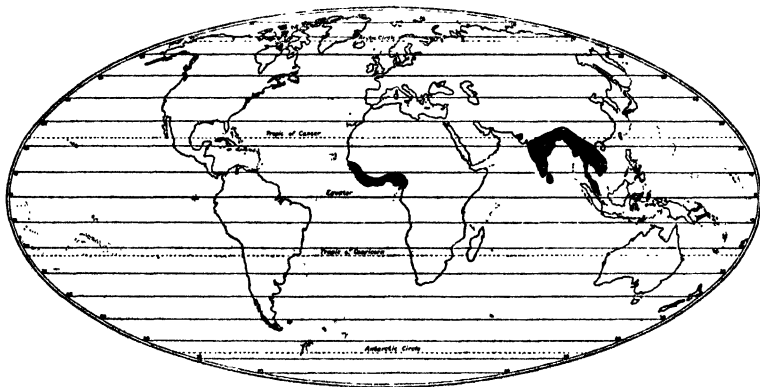 Arctic Circle
Tropic of Cancer
Equator
Tropic of Capricorn
Antarctic Circle